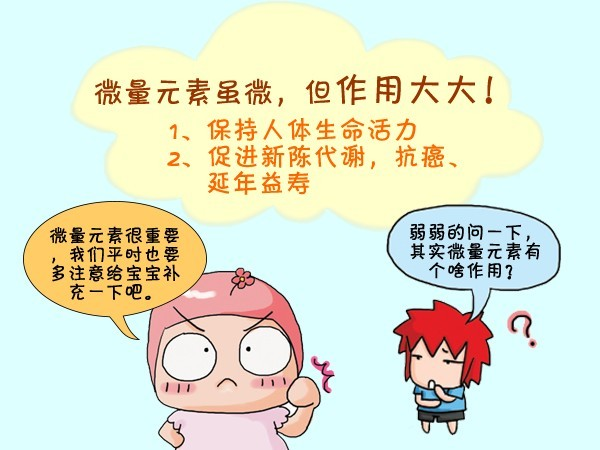 微量元素虽微，但作用大大！
1、保持人体生命活力
2、促进新陈代谢，抗癌、
延年益寿
微量元素很重要
，我们平时也要
多注意给宝宝补
充一下吧。
弱弱的问一下，
其实微量元素有
个啥作用？